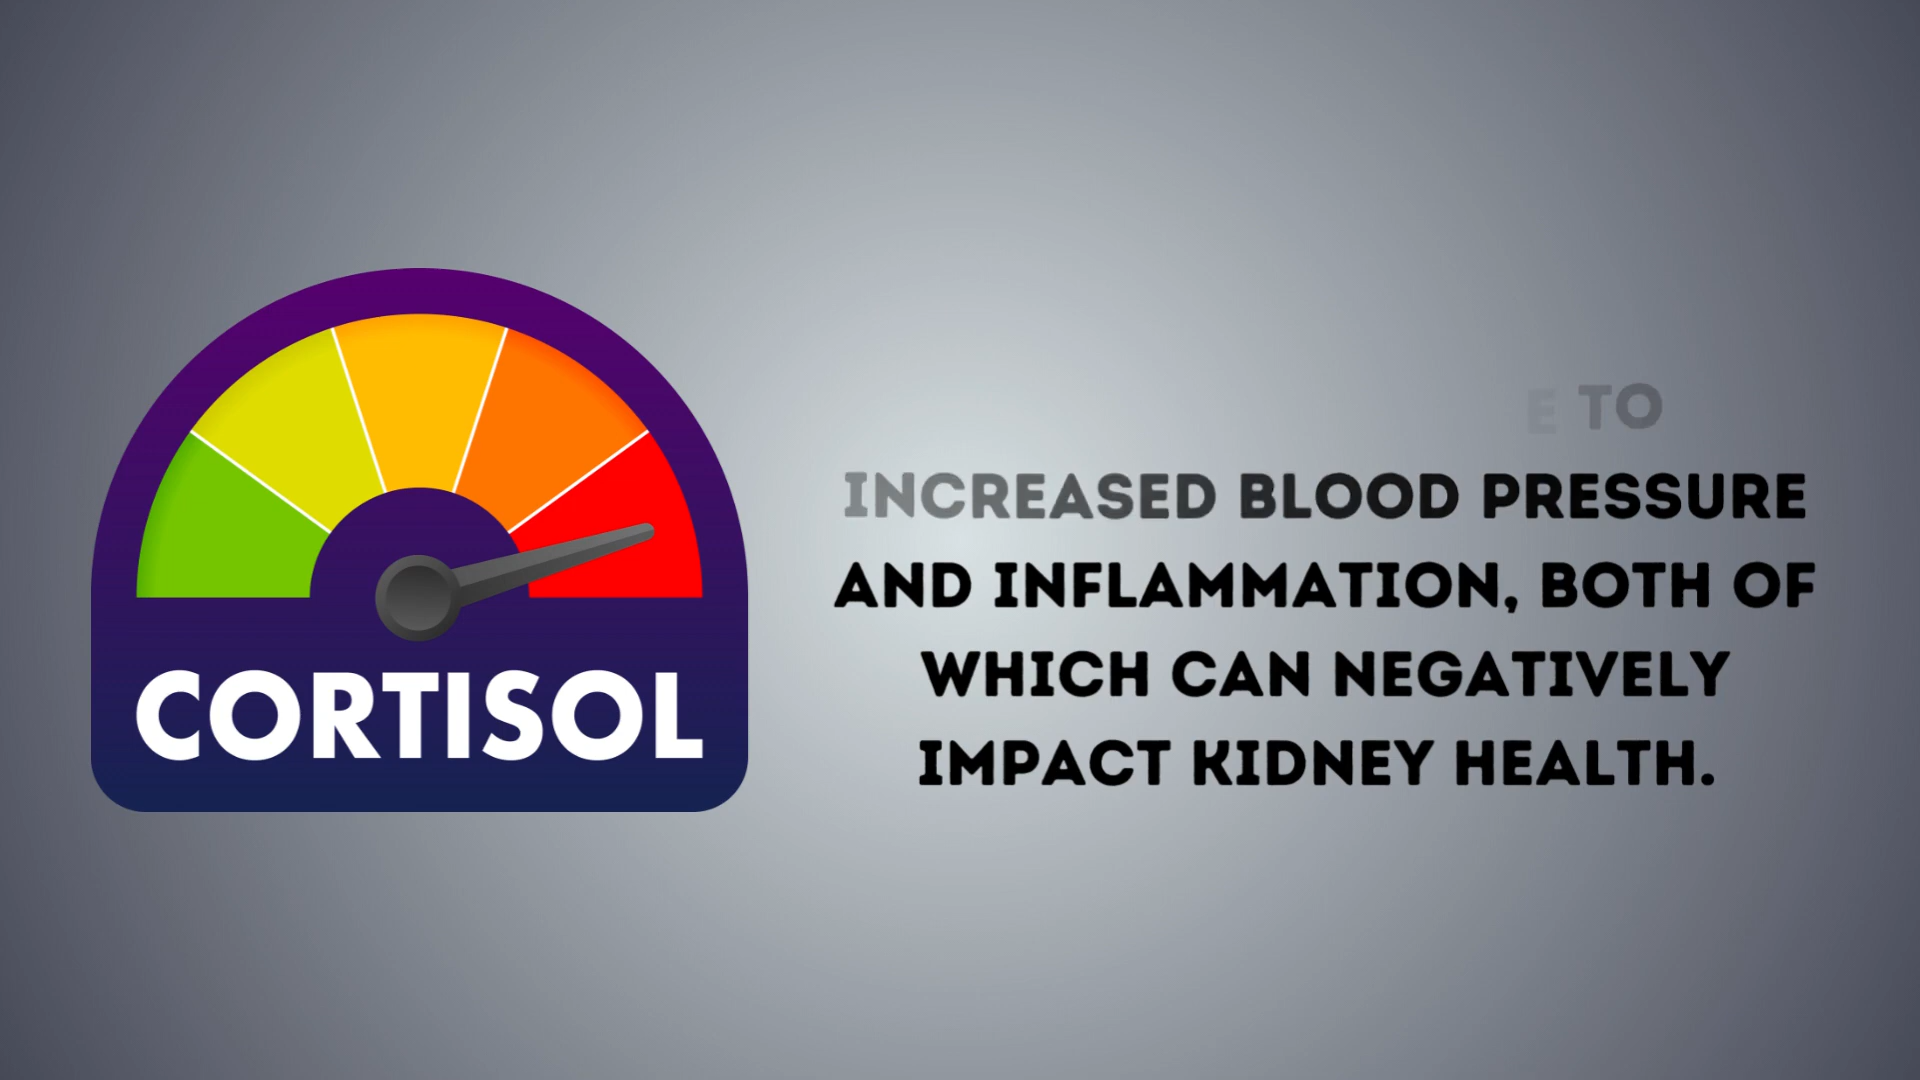 CORTISOL
E TO
INCREASED BLOOD PRESSURE
AND INFLAMMATION, BOTH OF
WHICH CAN NEGATIVELY
IMPACT KIDNEY HEALTH.